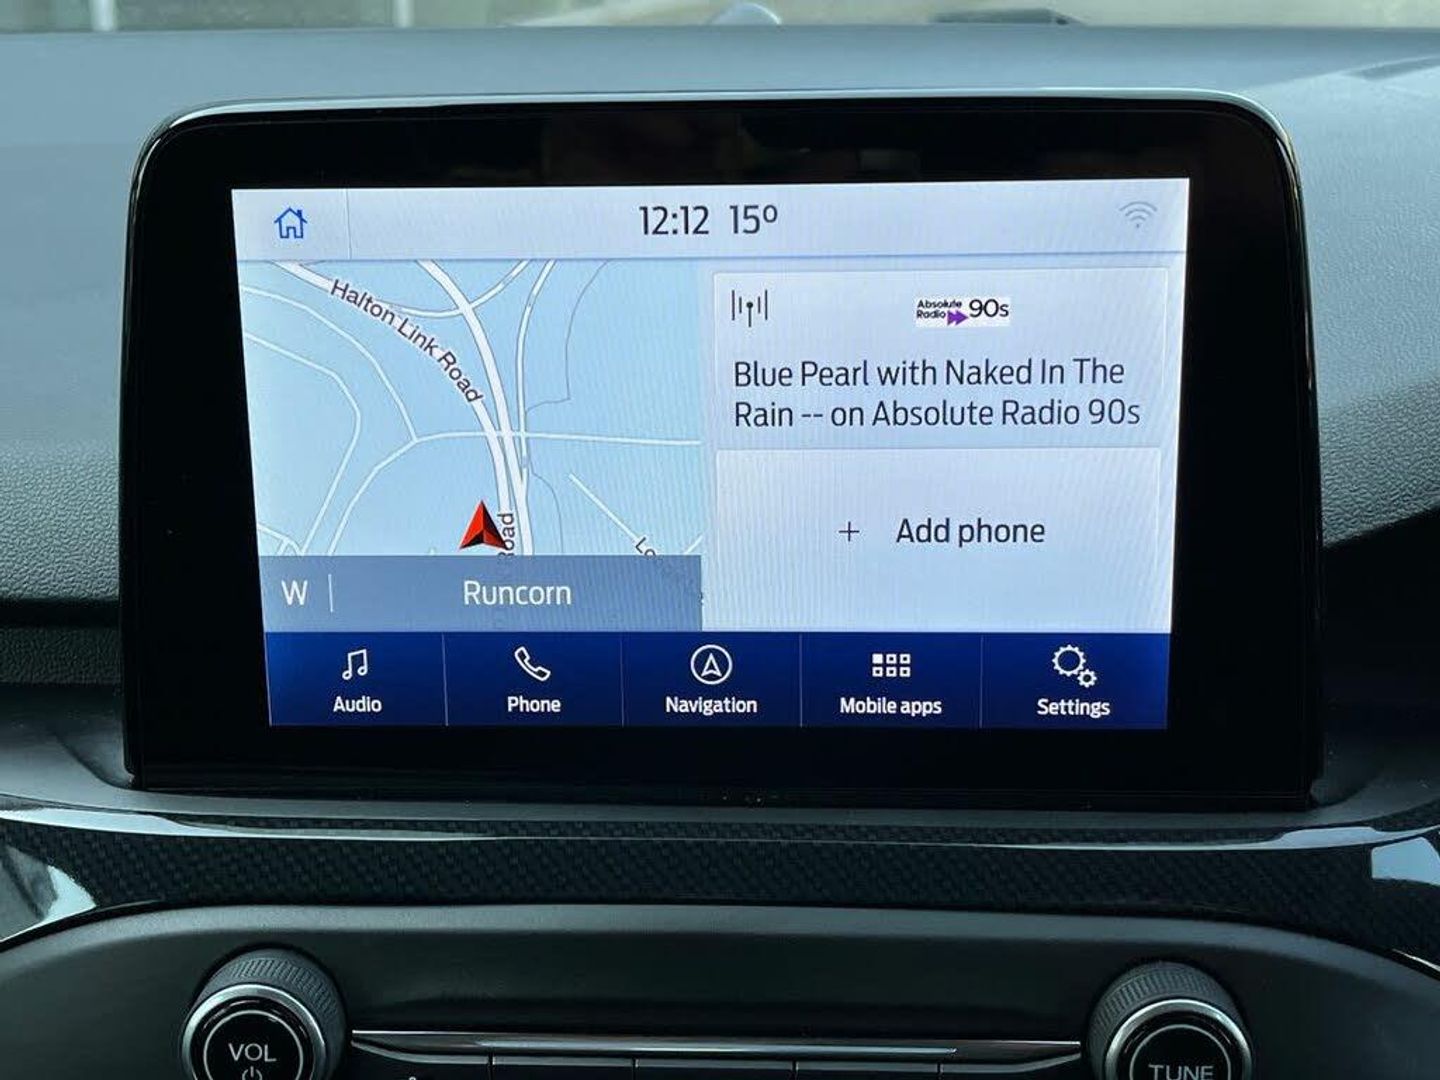 12:12 15º
Halton Link Road
Absolute
Radio 90s
Blue Pearl with Naked In The
Rain -- on Absolute Radio 90s
+ Add phone
W | Runcorn
Audio
Phone
Navigation
Mobile apps
Settings
VOL
TUNE